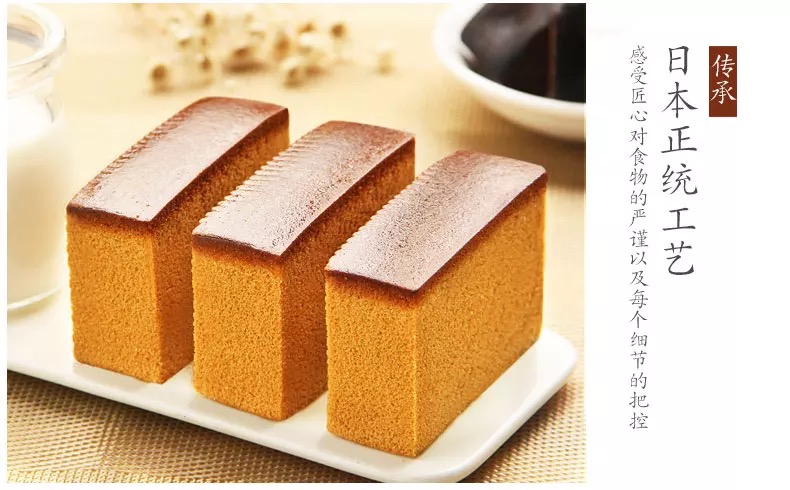 传承
日本正统工艺
感受匠心对食物的严谨以及每个细节的把控